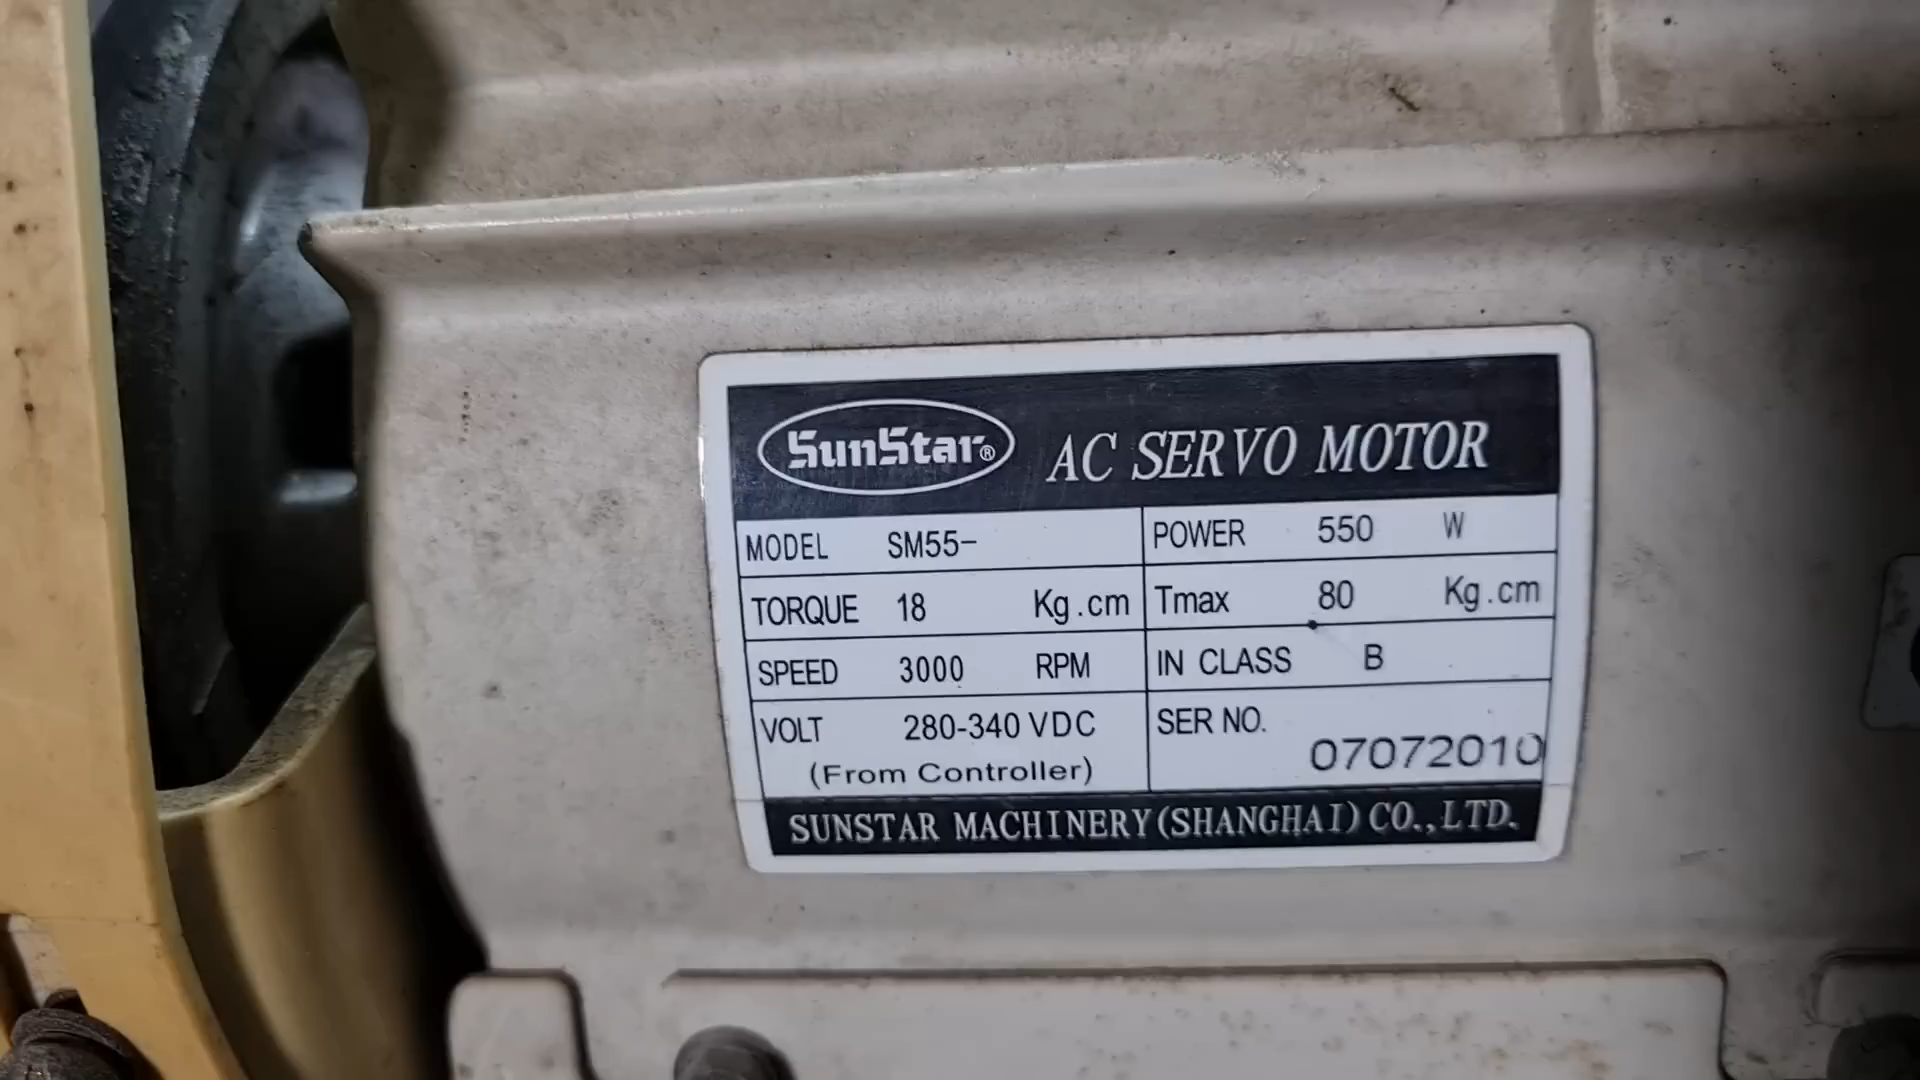 SunStar® AC SERVO MOTOR
MODEL SM55- POWER 550 W
TORQUE 18 Kg.cm Tmax 80 Kg.cm
SPEED 3000 RPM IN CLASS B
VOLT 280-340 VDC SER NO.
(From Controller) 07072010
SUNSTAR MACHINERY(SHANGHAI) CO.,LTD.